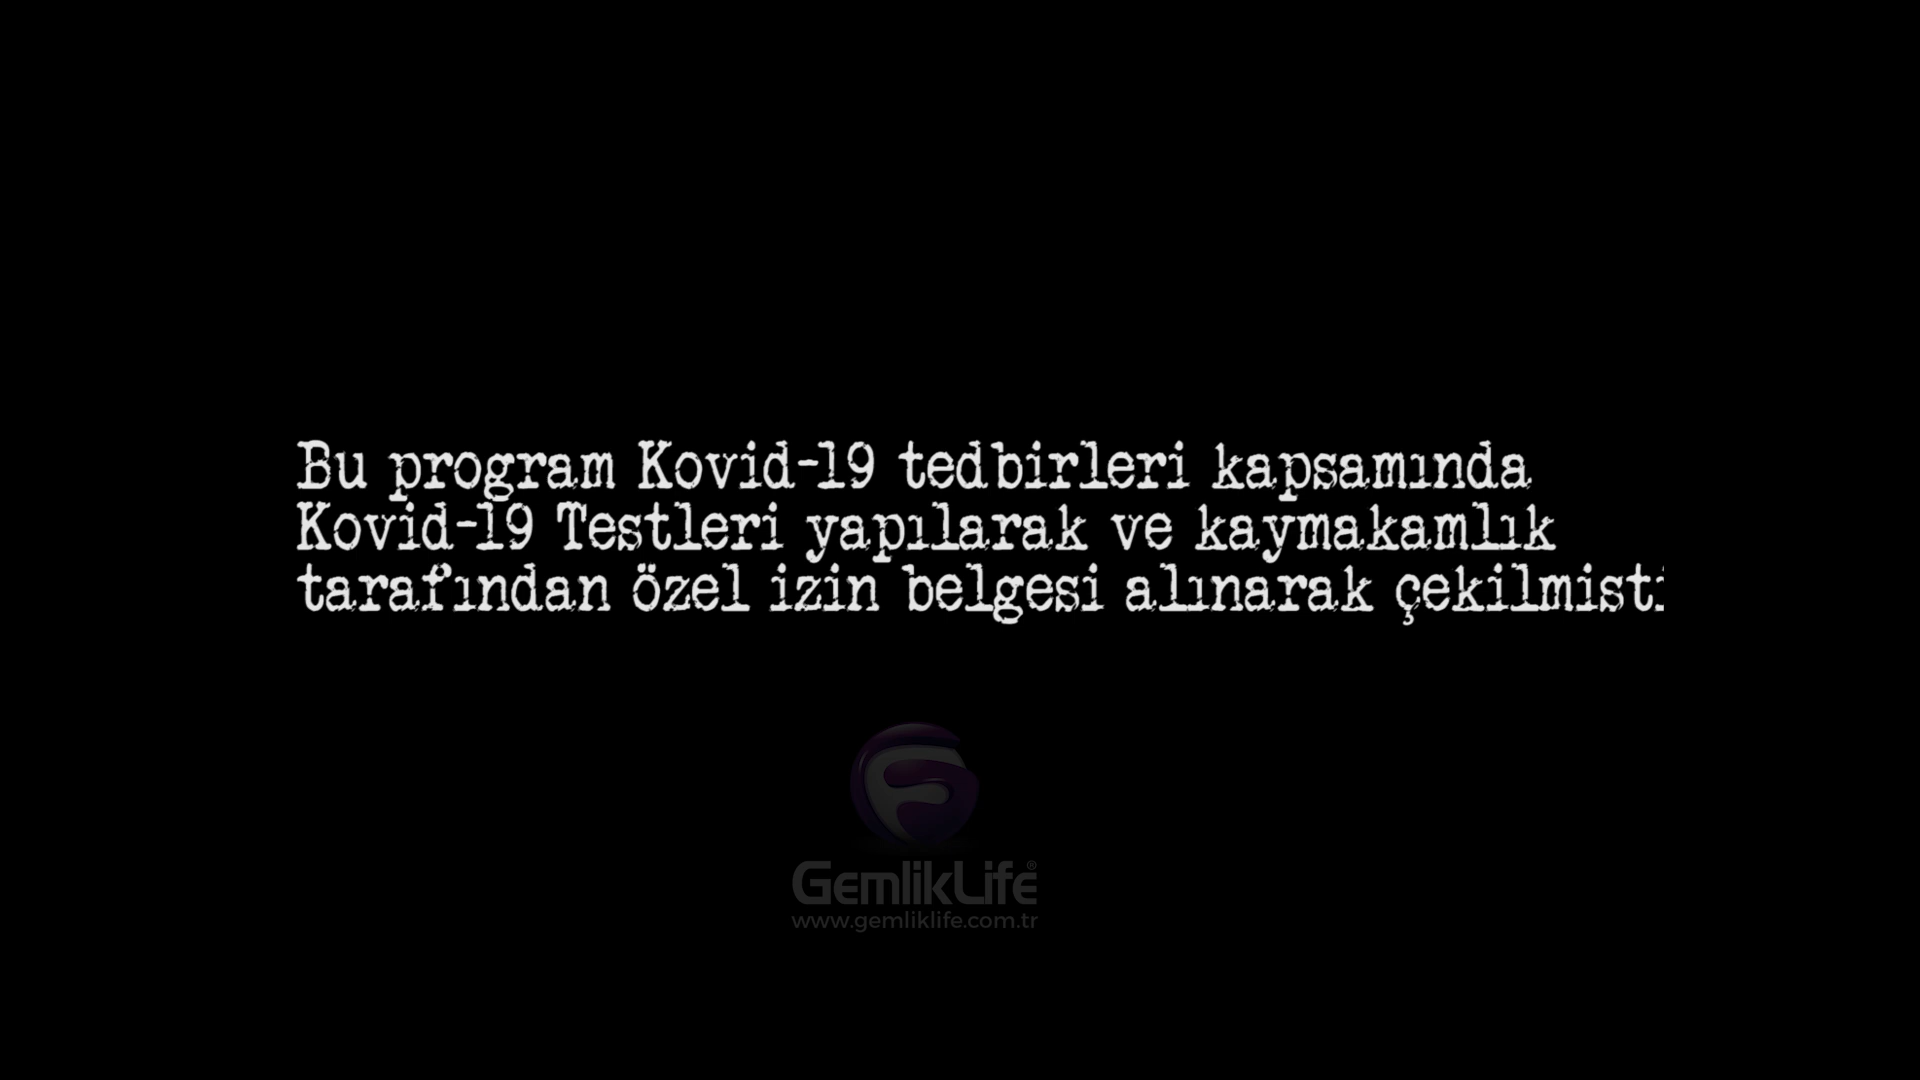 Bu program Kovid-19 tedbirleri kapsamında
Kovid-19 Testleri yapılarak ve kaymakamlık
tarafından özel izin belgesi alınarak çekilmisti
GemlikLife®
www.gemliklife.com.tr